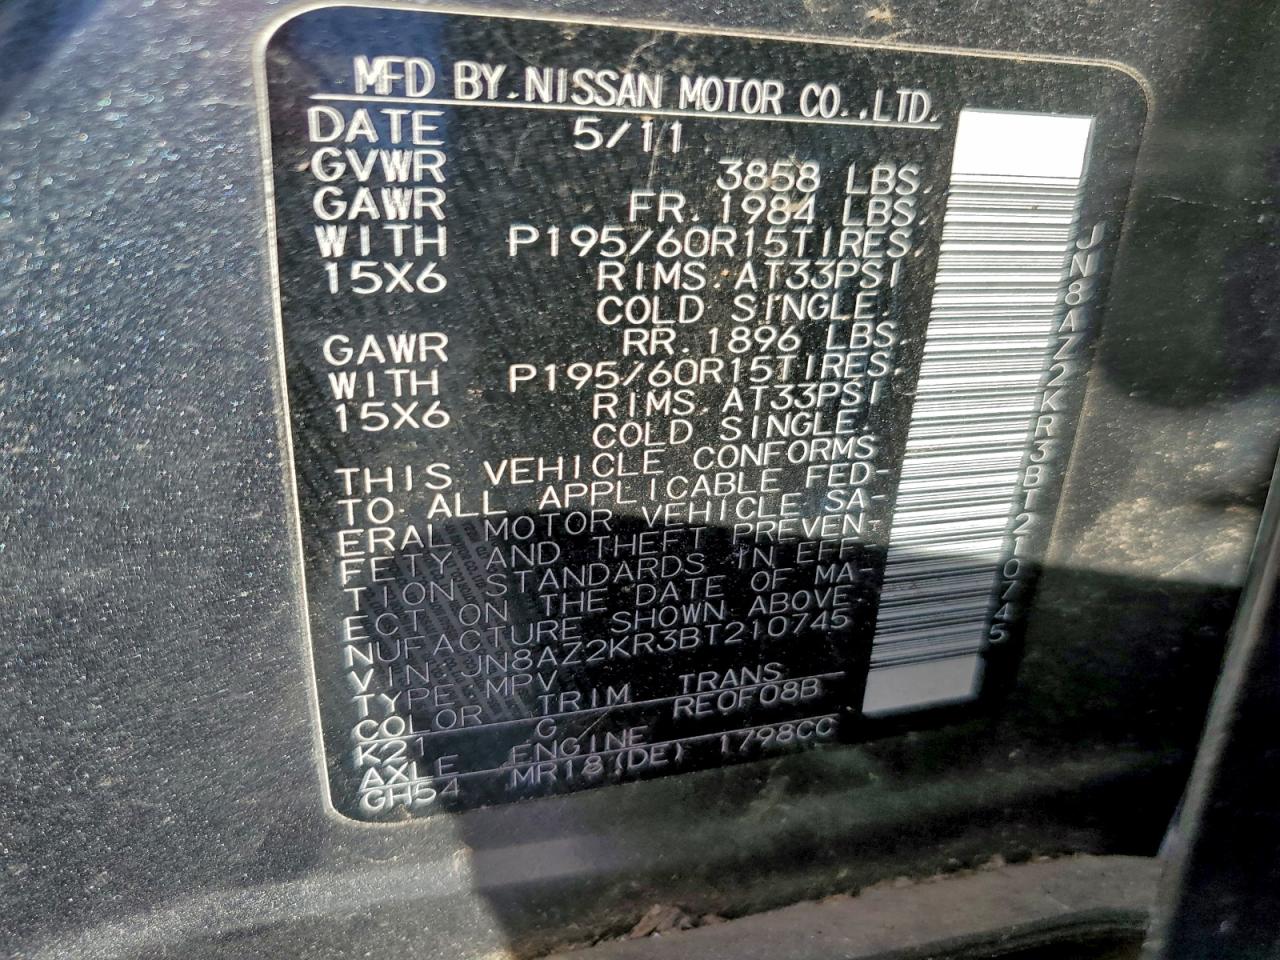 MFD BY.NISSAN MOTOR CO.,LTD.
DATE 5/11
GVWR 3858 LBS.
GAWR FR. 1984 LBS.
WITH P195/60R15TIRES.
15X6 RIMS. AT33PSI
COLD SINGLE.
GAWR RR. 1896 LBS.
WITH P195/60R15TIRES.
15X6 RIMS. AT33PSI
COLD SINGLE.
THIS VEHICLE CONFORMS
TO ALL APPLICABLE FED-
ERAL MOTOR VEHICLE SA-
FETY AND THEFT PREVEN-
TION STANDARDS IN EFF-
ECT ON THE DATE OF MA-
NUFACTURE SHOWN ABOVE
VIN JN8AZ2KR3BT210745
TYPE MPV
COLOR TRIM TRANS
K21 G RE0F08B
AXLE ENGINE
GH54 MR18(DE) 1798CC
JN8AZ2KR3BT210745